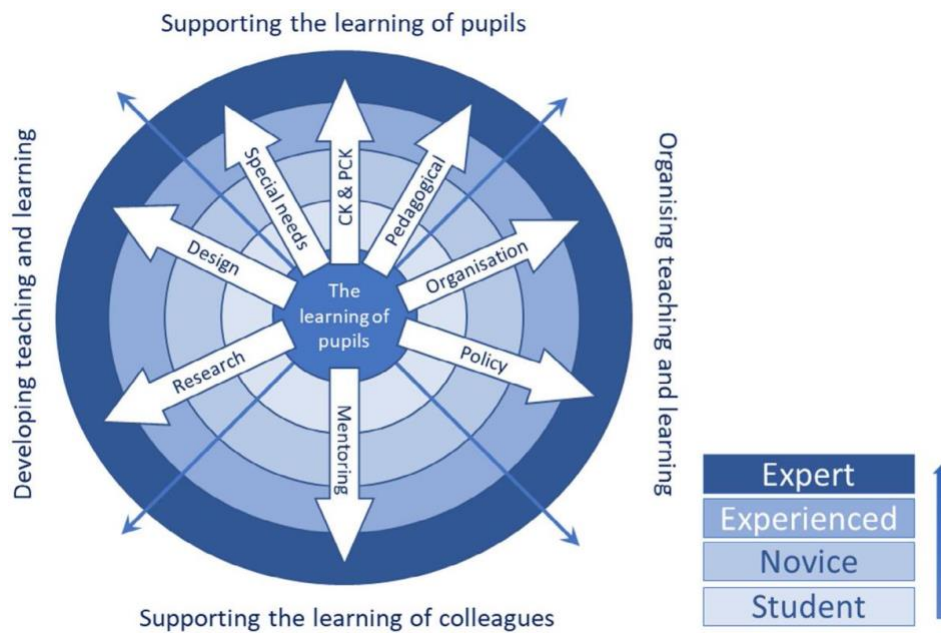 Supporting the learning of pupils
Developing teaching and learning
Organising teaching and learning
Special needs
CK & PCK
Pedagogical
Design
Organisation
The
learning of
pupils
Research
Policy
Mentoring
Supporting the learning of colleagues
Expert
Experienced
Novice
Student